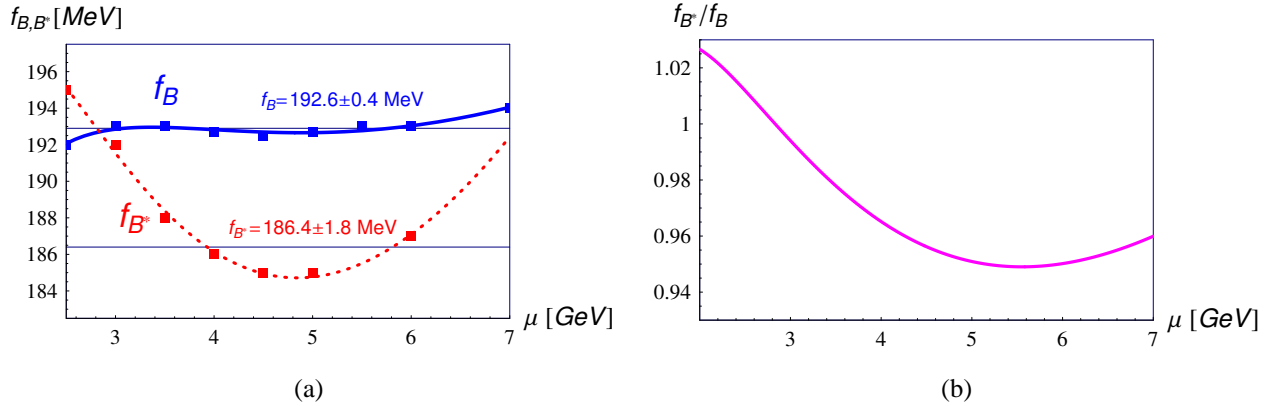 f_{B,B*} [MeV]
196
194
192
190
188
186
184
f_B
f_B=192.6±0.4 MeV
f_{B*}
f_{B*}=186.4±1.8 MeV
3 4 5 6 7
μ [GeV]
(a)
f_{B*}/f_B
1.02
1
0.98
0.96
0.94
3 4 5 6 7
μ [GeV]
(b)